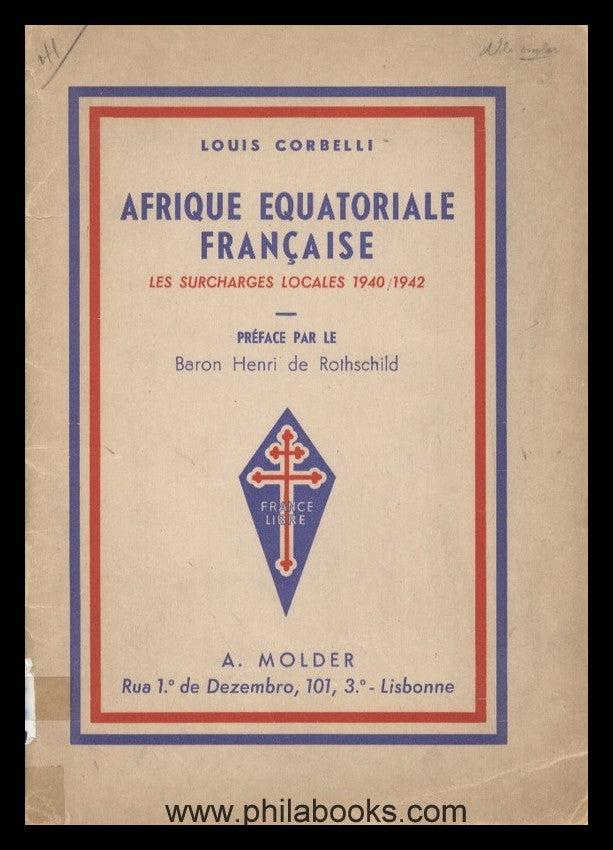 LOUIS CORBELLI
AFRIQUE EQUATORIALE
FRANÇAISE
LES SURCHARGES LOCALES 1940/1942
PRÉFACE PAR LE
Baron Henri de Rothschild
FRANCE
LIBRE
A. MOLDER
Rua 1.º de Dezembro, 101, 3.º - Lisbonne
www.philabooks.com